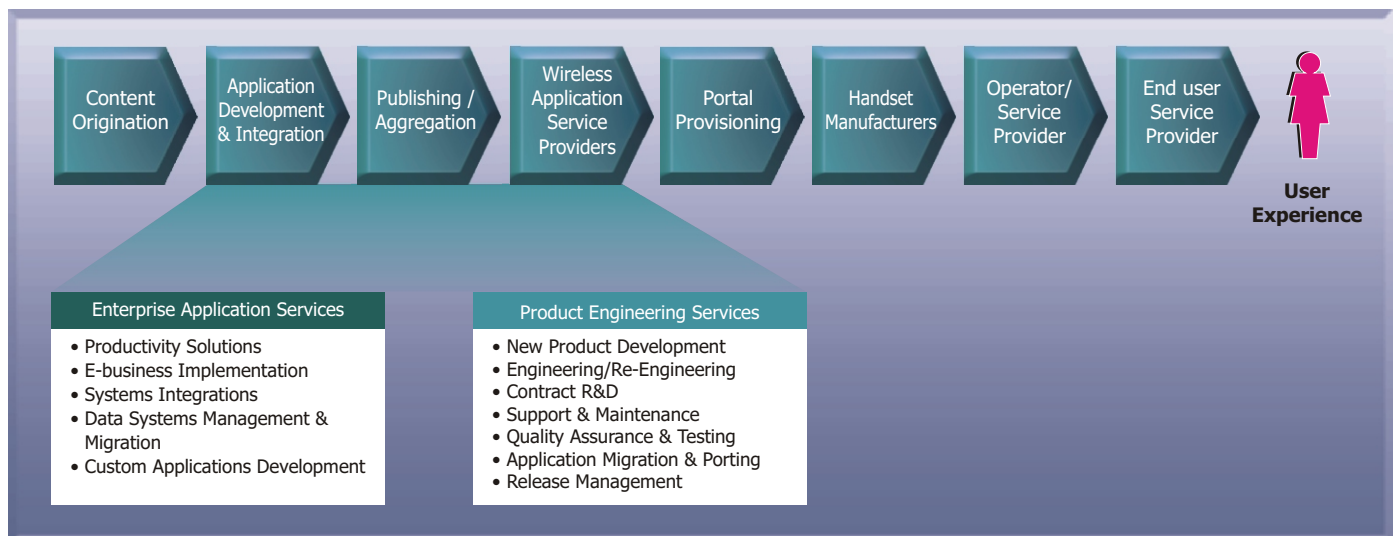 Content
Origination
Application
Development
& Integration
Publishing /
Aggregation
Wireless
Application
Service
Providers
Portal
Provisioning
Handset
Manufacturers
Operator/
Service
Provider
End user
Service
Provider
User
Experience
Enterprise Application Services
• Productivity Solutions
• E-business Implementation
• Systems Integrations
• Data Systems Management &
Migration
• Custom Applications Development
Product Engineering Services
• New Product Development
• Engineering/Re-Engineering
• Contract R&D
• Support & Maintenance
• Quality Assurance & Testing
• Application Migration & Porting
• Release Management